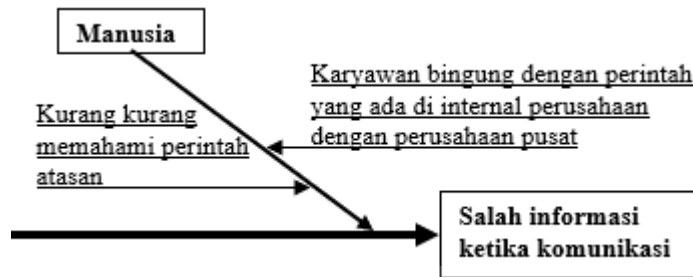 Manusia
Karyawan bingung dengan perintah
yang ada di internal perusahaan
dengan perusahaan pusat
Kurang kurang
memahami perintah
atasan
Salah informasi
ketika komunikasi